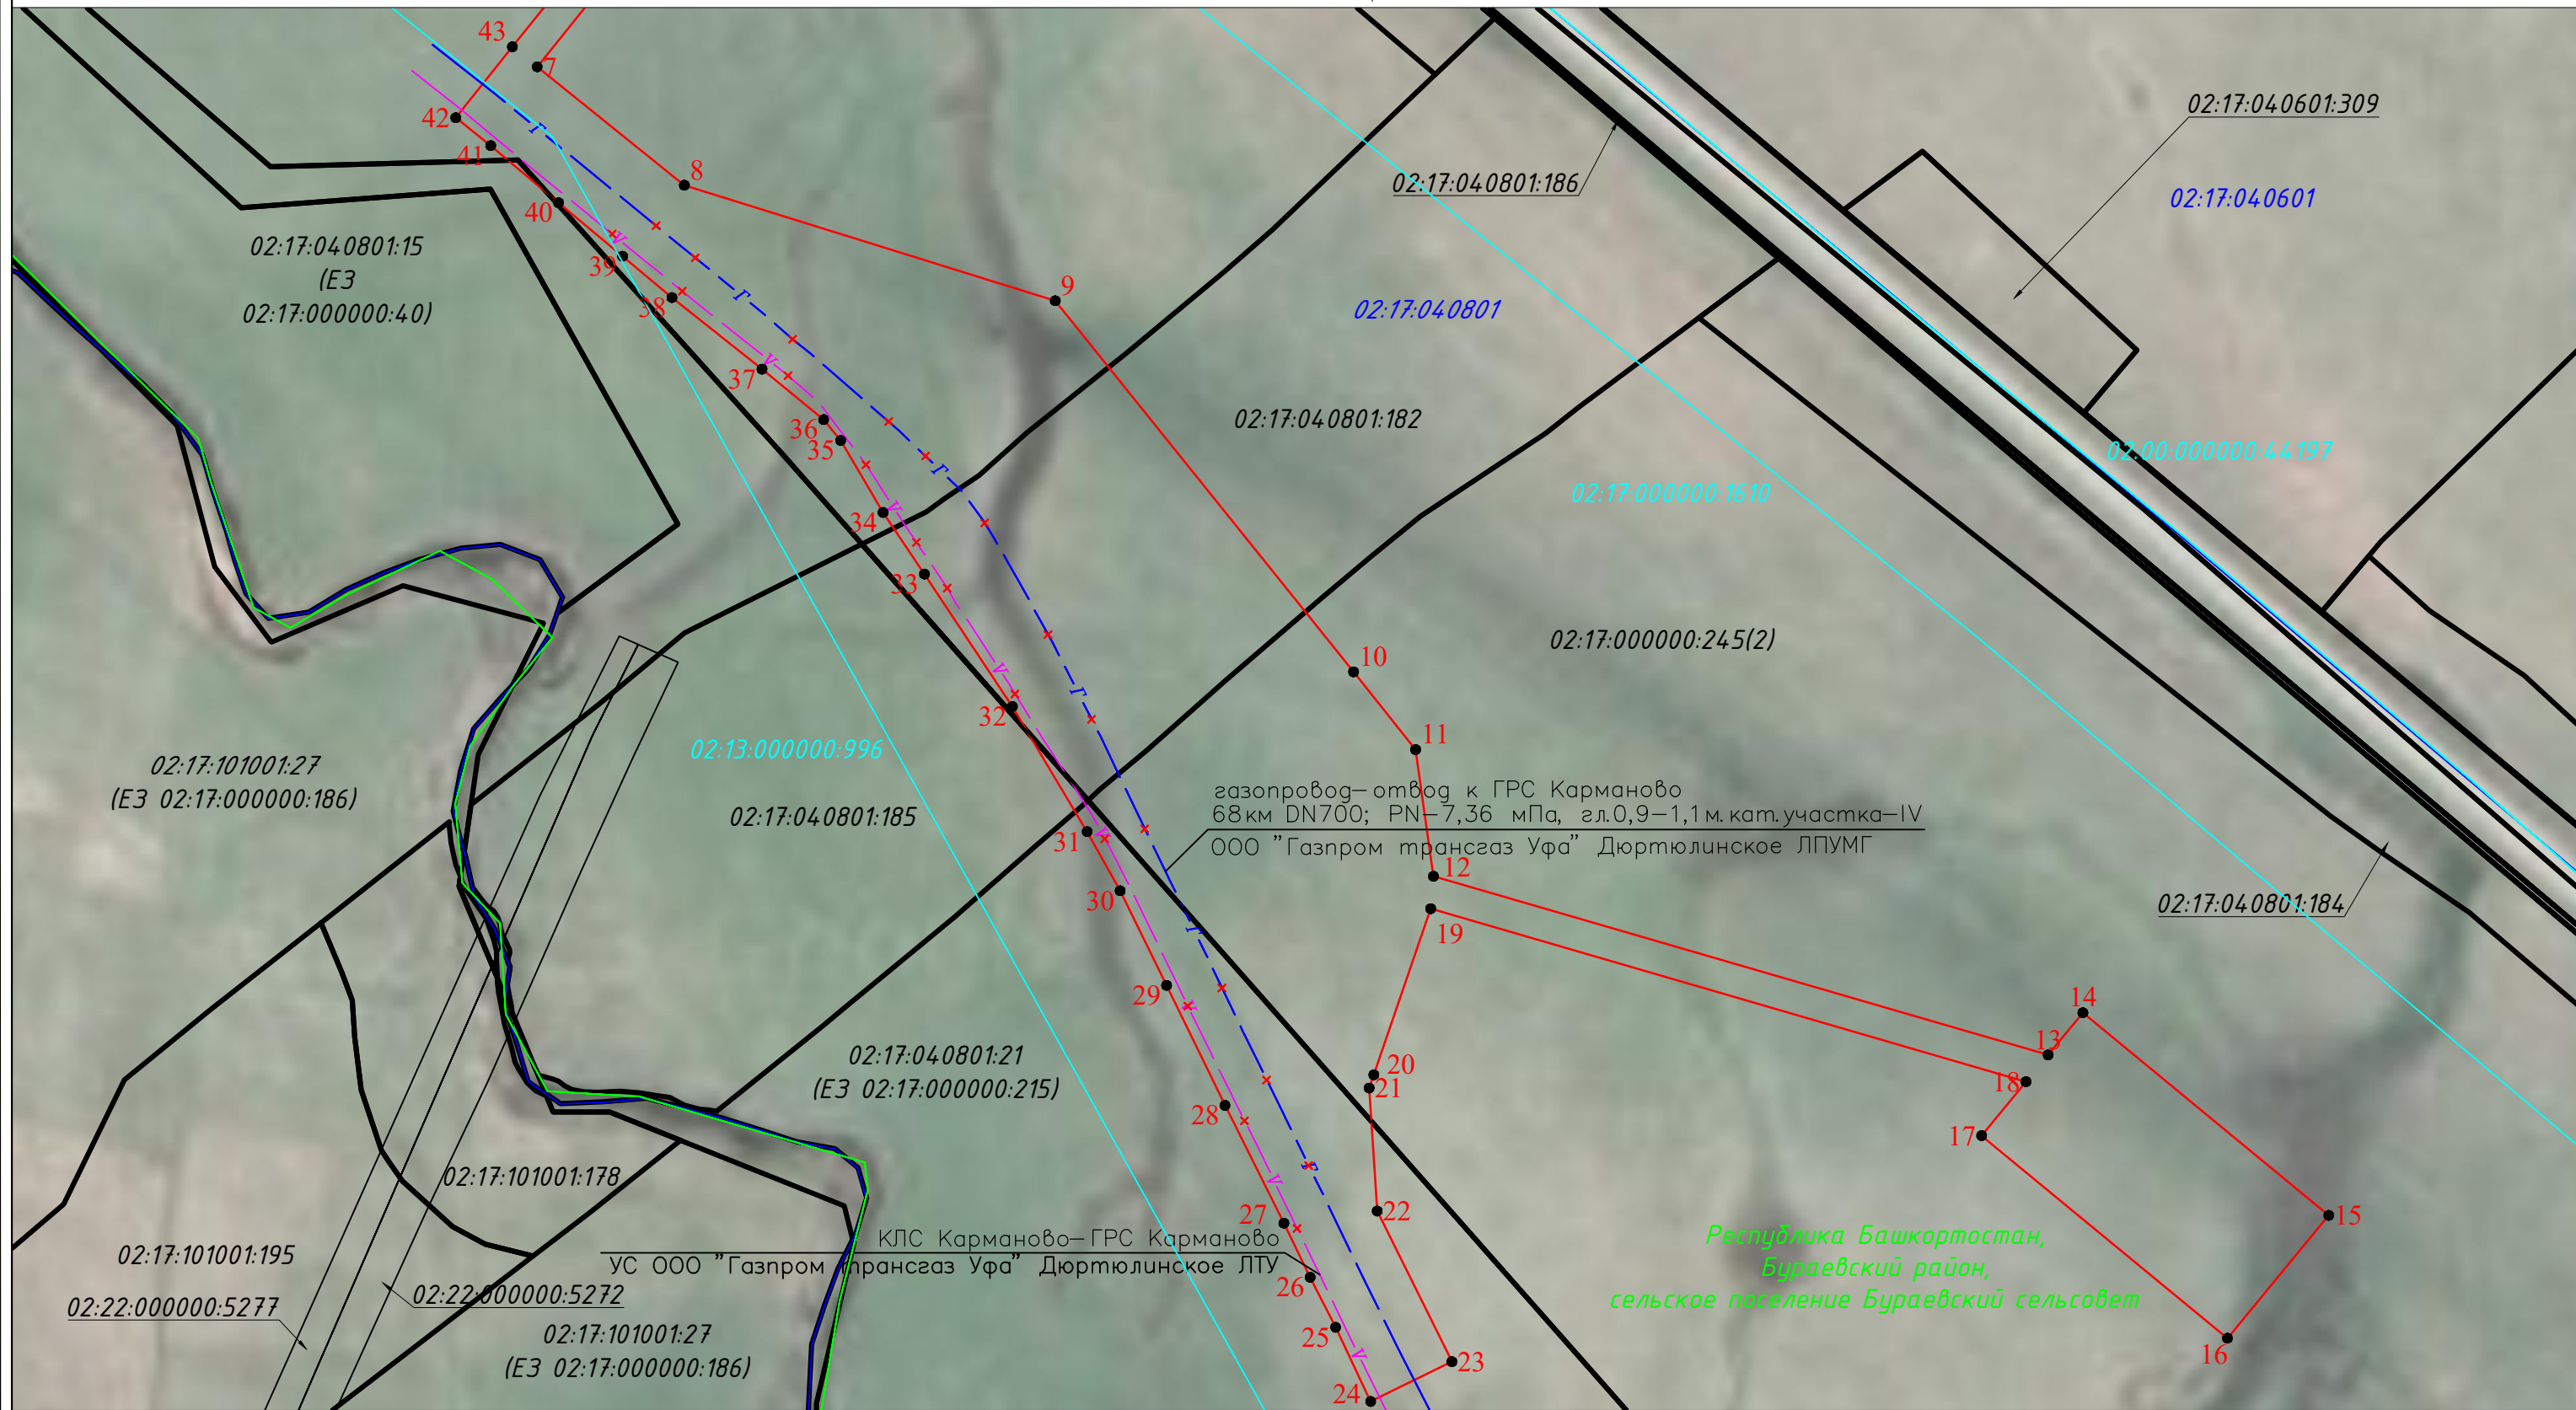 43
7
42
41
8
40
39
38
37
36
35
34
33
32
31
30
29
28
27
26
25
24
9
10
11
12
19
20
21
22
23
13
14
18
17
15
16
02:17:040601:309
02:17:040601
02:17:040801:186
02:17:040801:15
(ЕЗ
02:17:000000:40)
02:17:040801
02:17:040801:182
02:00:000000:44197
02:17:000000:1610
02:17:000000:245(2)
02:13:000000:996
02:17:101001:27
(ЕЗ 02:17:000000:186)
02:17:040801:185
газопровод-отвод к ГРС Карманово
68км DN700; PN-7,36 мПа, гл.0,9-1,1м.кат.участка-IV
ООО "Газпром трансгаз Уфа" Дюртюлинское ЛПУМГ
02:17:040801:184
02:17:040801:21
(ЕЗ 02:17:000000:215)
02:17:101001:178
КЛС Карманово-ГРС Карманово
УС ООО "Газпром трансгаз Уфа" Дюртюлинское ЛТУ
Республика Башкортостан,
Бураевский район,
сельское поселение Бураевский сельсовет
02:17:101001:195
02:22:000000:5277
02:22:000000:5272
02:17:101001:27
(ЕЗ 02:17:000000:186)
Г
Г
Г
Г
Г
Г
V
V
V
V
V
V
V
V